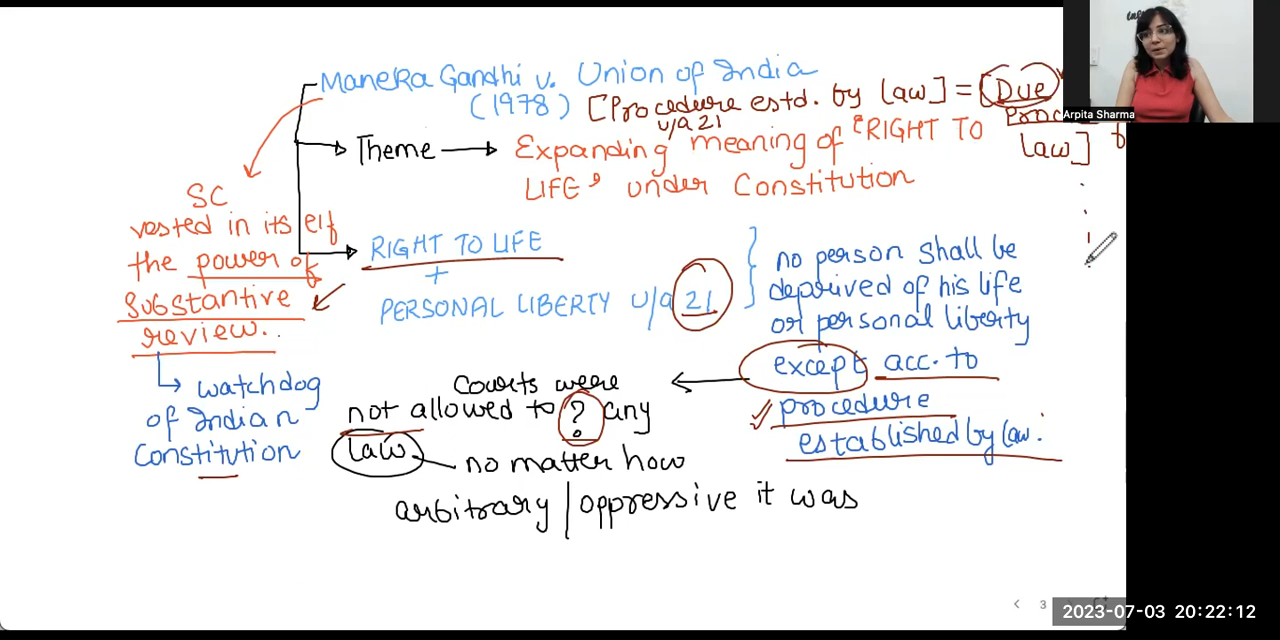 Maneka Gandhi v. Union of India
(1978) [Procedure estd. by law] = [Due
u/a 21
Arpita Sharma
law]
Theme → Expanding meaning of "RIGHT TO
LIFE" under Constitution
SC
vested in its elf
the power of
Substantive
review..
→ watchdog
of Indian
Constitution
RIGHT TO LIFE
+
PERSONAL LIBERTY u/a 21
no person shall be
deprived of his life
or personal liberty
except acc. to
procedure
established by law.
Courts were
not allowed to ? any
law
no matter how
arbitrary / oppressive it was
3
2023-07-03 20:22:12